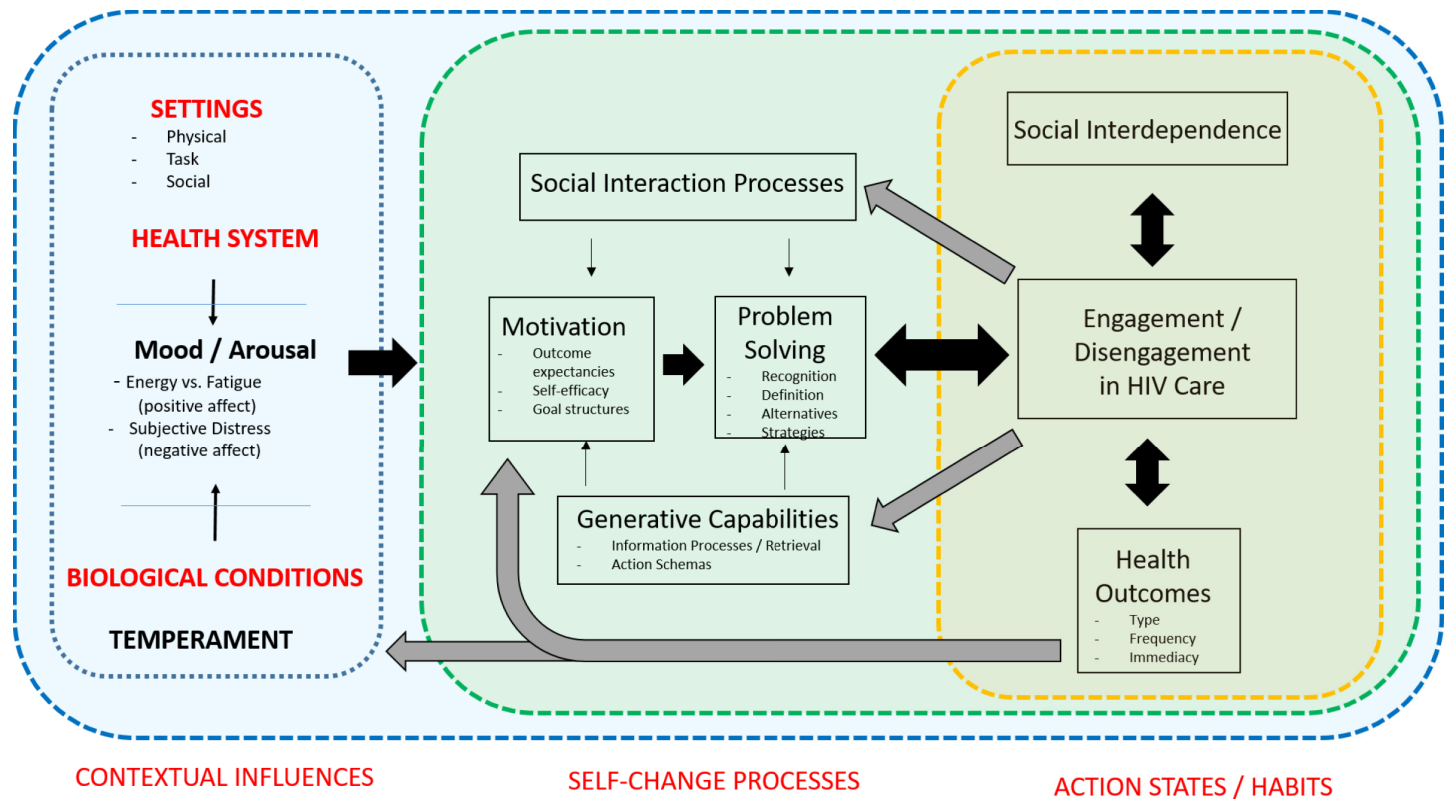 SETTINGS
- Physical
- Task
- Social
HEALTH SYSTEM
Mood / Arousal
- Energy vs. Fatigue
(positive affect)
- Subjective Distress
(negative affect)
BIOLOGICAL CONDITIONS
TEMPERAMENT
Social Interaction Processes
Motivation
- Outcome
expectancies
- Self-efficacy
- Goal structures
Problem
Solving
- Recognition
- Definition
- Alternatives
- Strategies
Generative Capabilities
- Information Processes / Retrieval
- Action Schemas
Social Interdependence
Engagement /
Disengagement
in HIV Care
Health
Outcomes
- Type
- Frequency
- Immediacy
CONTEXTUAL INFLUENCES
SELF-CHANGE PROCESSES
ACTION STATES / HABITS